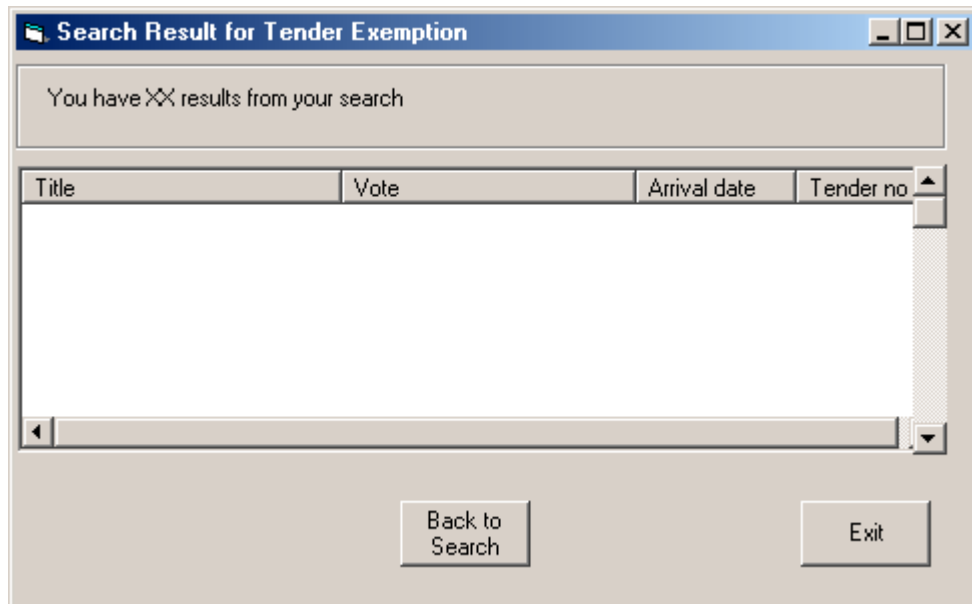 Search Result for Tender Exemption
You have XX results from your search
Title Vote Arrival date Tender no
Back to
Search
Exit